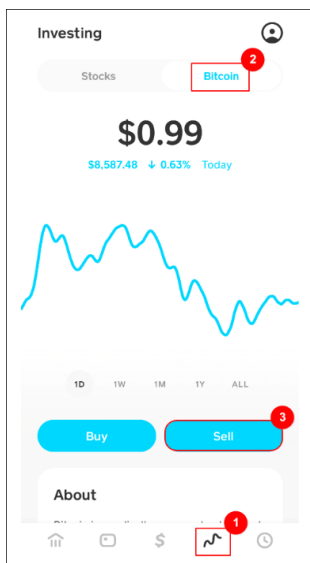 Investing
2
Stocks Bitcoin
$0.99
$8,587.48 ↓ 0.63% Today
1D 1W 1M 1Y ALL
3
Buy Sell
About
1
$